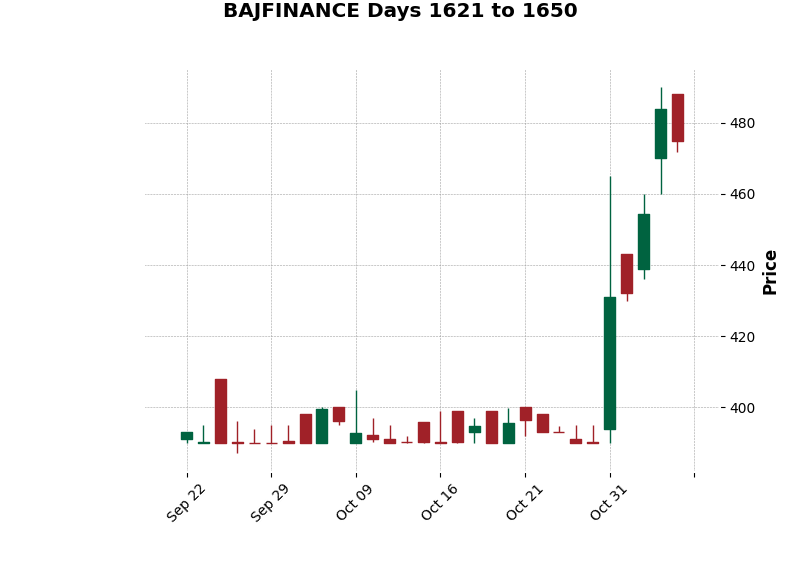 BAJFINANCE Days 1621 to 1650
480
460
440
420
400
Price
Sep 22
Sep 29
Oct 09
Oct 16
Oct 21
Oct 31